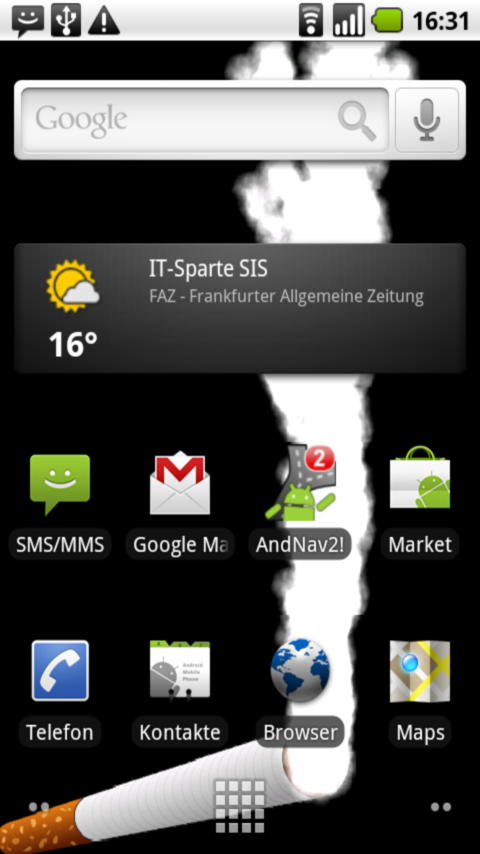 16:31
Google
IT-Sparte SIS
FAZ - Frankfurter Allgemeine Zeitung
16°
2
SMS/MMS
Google Ma
AndNav2!
Market
Android
Mobile
Phone
Telefon
Kontakte
Browser
Maps